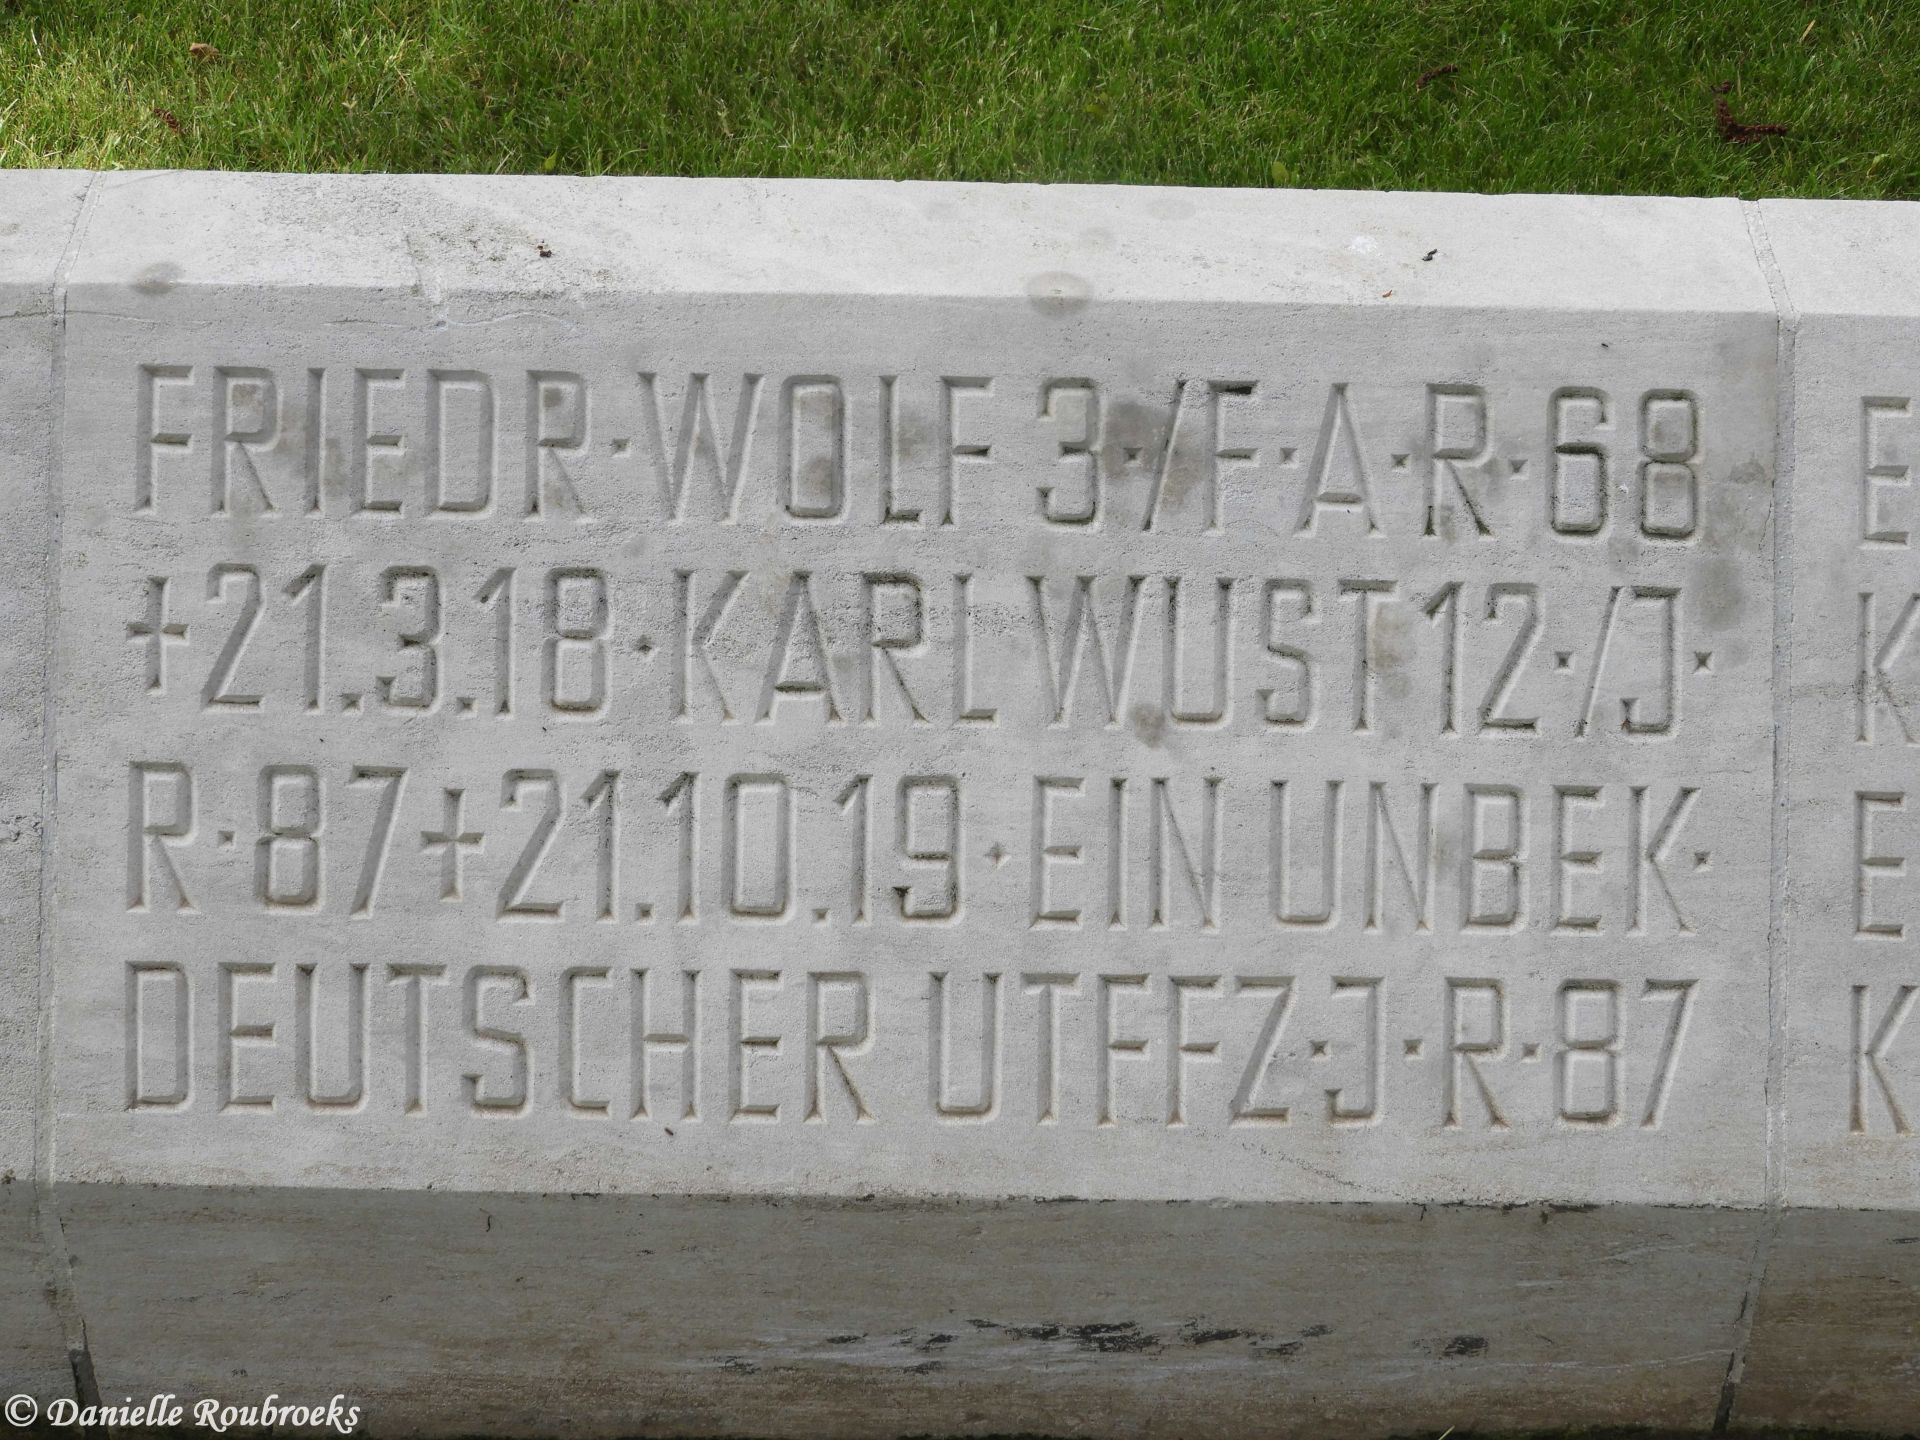 FRIEDR·WOLF 3·/F·A·R·68 E
†21.3.18·KARL WUST 12·/J· K
R·87†21.10.19·EIN UNBEK· E
DEUTSCHER UTFFZ·J·R·87 K
© Danielle Roubroeks